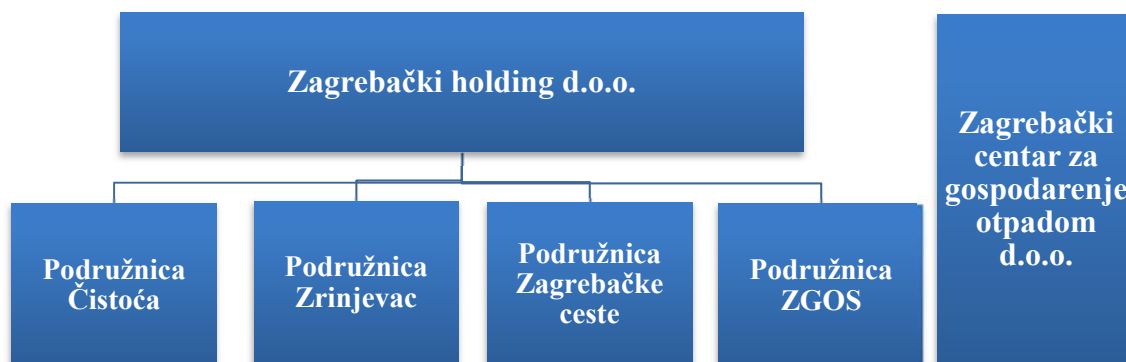 Zagrebački holding d.o.o.
Podružnica
Čistoća
Podružnica
Zrinjevac
Podružnica
Zagrebačke
ceste
Podružnica
ZGOS
Zagrebački
centar za
gospodarenje
otpadom
d.o.o.